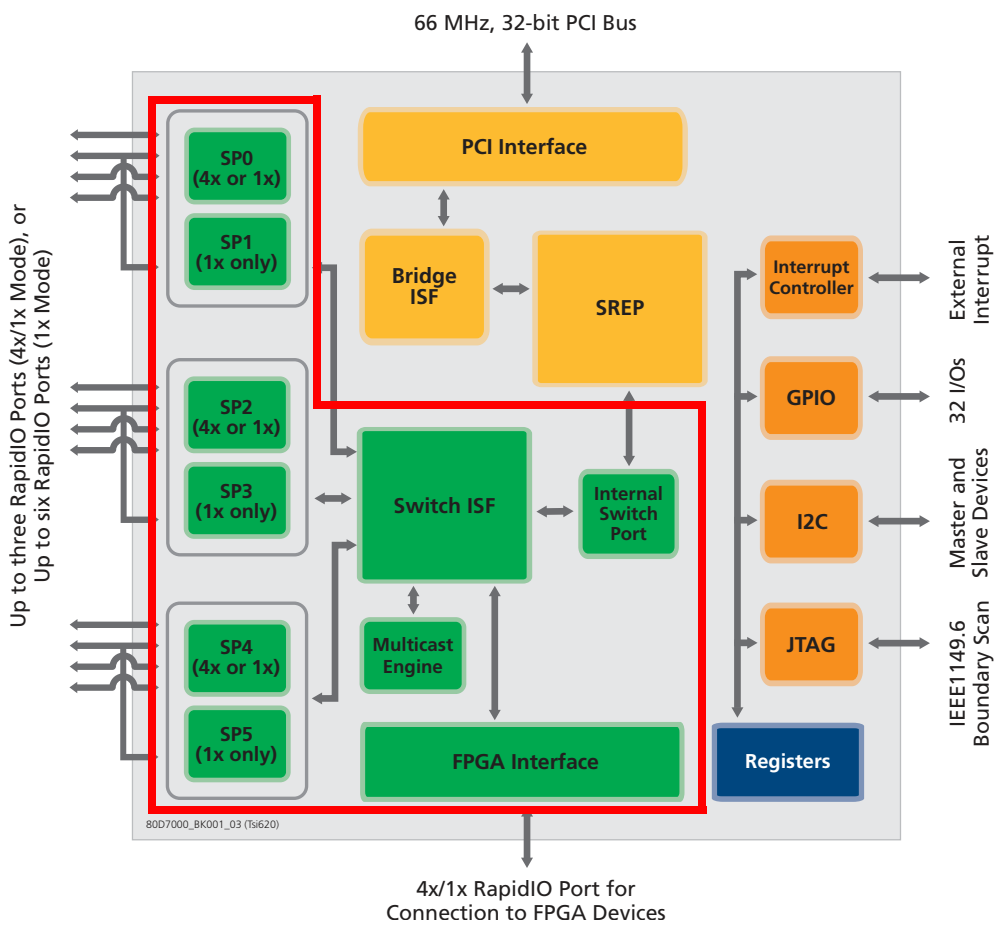 66 MHz, 32-bit PCI Bus
PCI Interface
SP0
(4x or 1x)
SP1
(1x only)
Bridge
ISF
SREP
Interrupt
Controller
External
Interrupt
Up to three RapidIO Ports (4x/1x Mode), or
Up to six RapidIO Ports (1x Mode)
SP2
(4x or 1x)
SP3
(1x only)
Switch ISF
Internal
Switch
Port
GPIO
32 I/Os
I2C
Master and
Slave Devices
SP4
(4x or 1x)
SP5
(1x only)
Multicast
Engine
JTAG
IEEE1149.6
Boundary Scan
FPGA Interface
Registers
80D7000_BK001_03 (Tsi620)
4x/1x RapidIO Port for
Connection to FPGA Devices